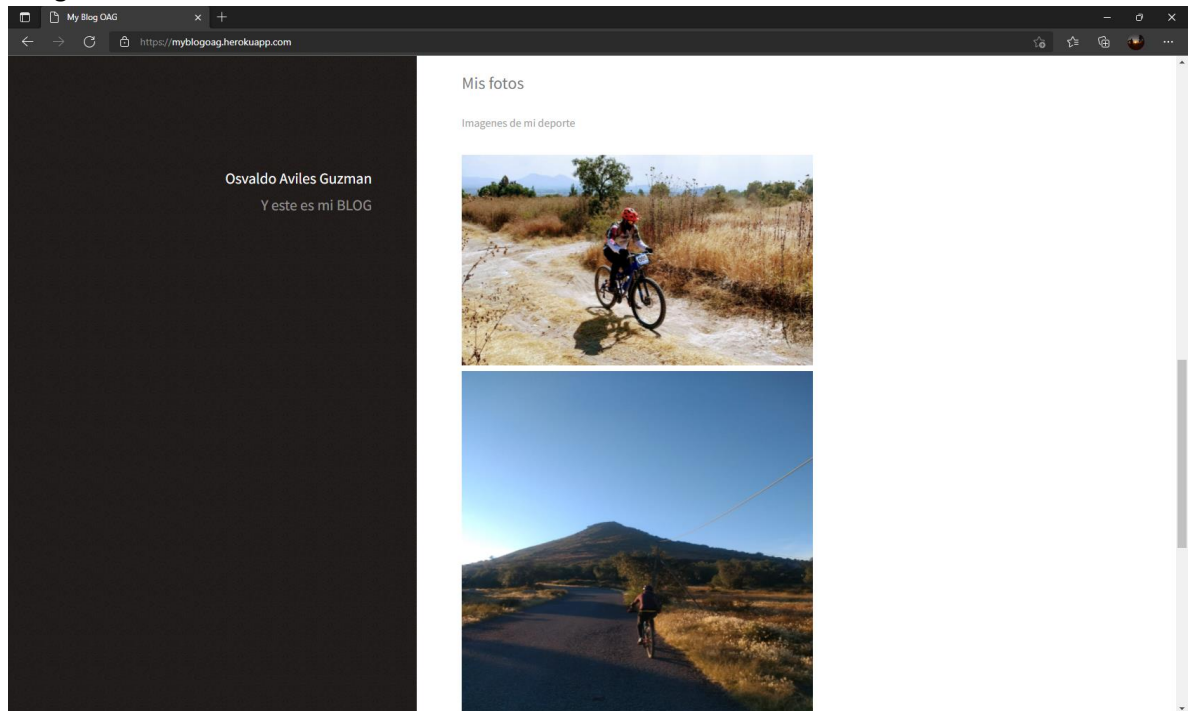 My Blog OAG
https://myblogoag.herokuapp.com
Osvaldo Aviles Guzman
Y este es mi BLOG
Mis fotos
Imagenes de mi deporte